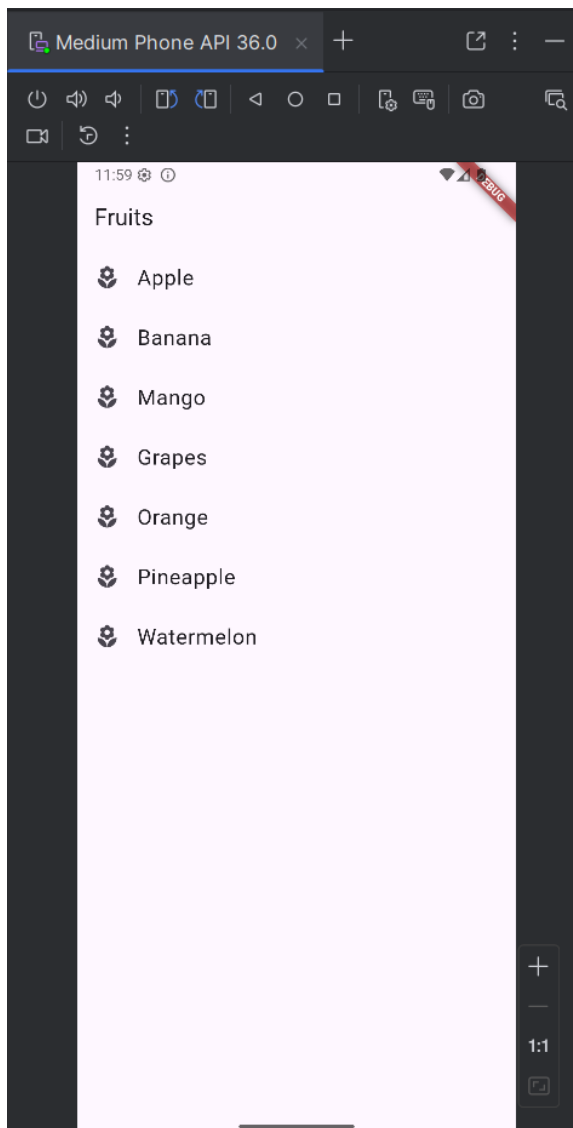 Medium Phone API 36.0
11:59
DEBUG
Fruits
Apple
Banana
Mango
Grapes
Orange
Pineapple
Watermelon
1:1